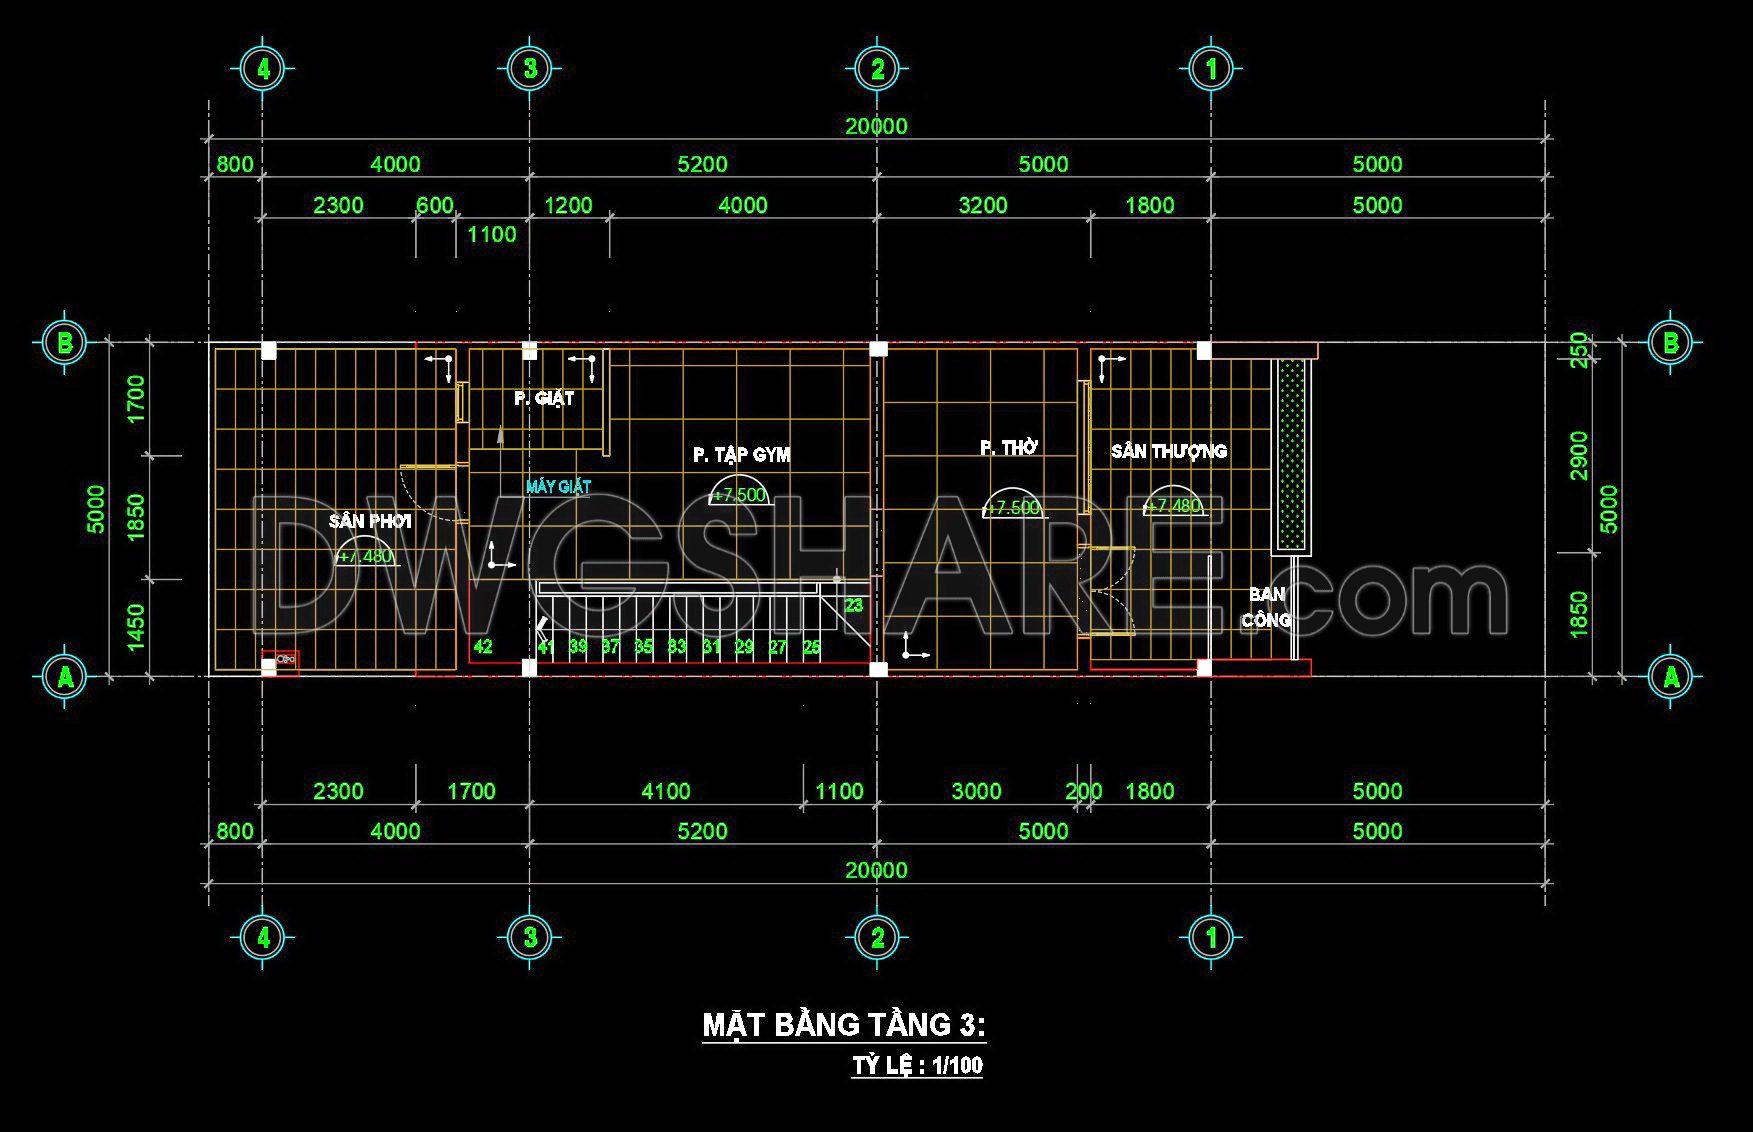 4 3 2 1
20000
800 4000 5200 5000 5000
2300 600 1200 4000 3200 1800 5000
1100
B B
250
1700
P. GIẶT
P. TẬP GYM
P. THỜ
SÂN THƯỢNG
2900
MÁY GIẶT
+7.500
+7.500
+7.480
5000
1850
5000
SÂN PHƠI
+7.480
DWGSHARE.com
BAN
CÔNG
1450
1850
23
42 41 39 37 35 33 31 29 27 25
A A
2300 1700 4100 1100 3000 200 1800 5000
800 4000 5200 5000 5000
20000
4 3 2 1
MẶT BẰNG TẦNG 3:
TỶ LỆ : 1/100